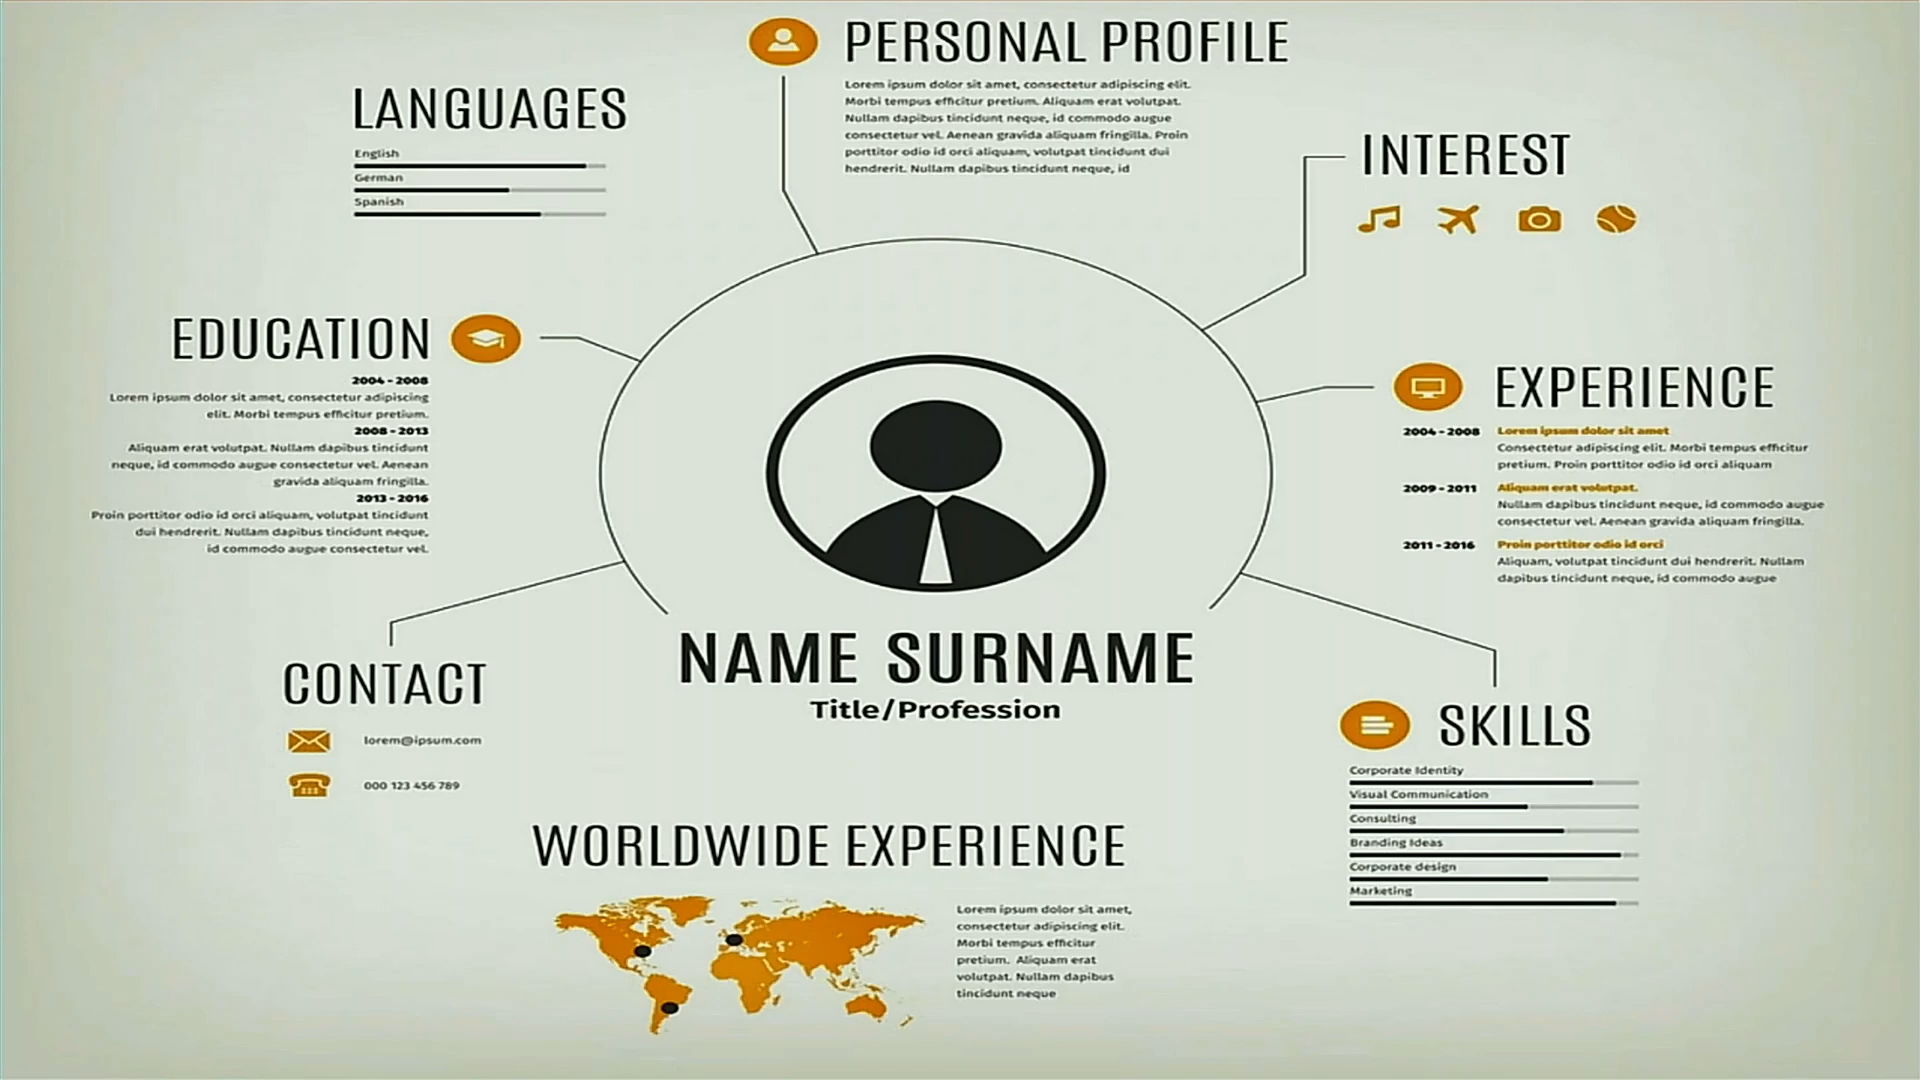 PERSONAL PROFILE
Lorem ipsum dolor sit amet, consectetur adipiscing elit.
Morbi tempus efficitur pretium. Aliquam erat volutpat.
Nullam dapibus tincidunt neque, id commodo augue
consectetur vel. Aenean gravida aliquam fringilla. Proin
porttitor odio id orci aliquam, volutpat tincidunt dui
hendrerit. Nullam dapibus tincidunt neque, id
LANGUAGES
English
German
Spanish
INTEREST
EDUCATION
2004 - 2008
Lorem ipsum dolor sit amet, consectetur adipiscing
elit. Morbi tempus efficitur pretium.
2008 - 2013
Aliquam erat volutpat. Nullam dapibus tincidunt
neque, id commodo augue consectetur vel. Aenean
gravida aliquam fringilla.
2013 - 2016
Proin porttitor odio id orci aliquam, volutpat tincidunt
dui hendrerit. Nullam dapibus tincidunt neque,
id commodo augue consectetur vel.
EXPERIENCE
2004 - 2008 Lorem ipsum dolor sit amet
Consectetur adipiscing elit. Morbi tempus efficitur
pretium. Proin porttitor odio id orci aliquam
2009 - 2011 Aliquam erat volutpat.
Nullam dapibus tincidunt neque, id commodo augue
consectetur vel. Aenean gravida aliquam fringilla.
2011 - 2016 Proin porttitor odio id orci
Aliquam, volutpat tincidunt dui hendrerit. Nullam
dapibus tincidunt neque, id commodo augue
NAME SURNAME
Title/Profession
CONTACT
lorem@ipsum.com
000 123 456 789
SKILLS
Corporate Identity
Visual Communication
Consulting
Branding Ideas
Corporate design
Marketing
WORLDWIDE EXPERIENCE
Lorem ipsum dolor sit amet,
consectetur adipiscing elit.
Morbi tempus efficitur
pretium. Aliquam erat
volutpat. Nullam dapibus
tincidunt neque